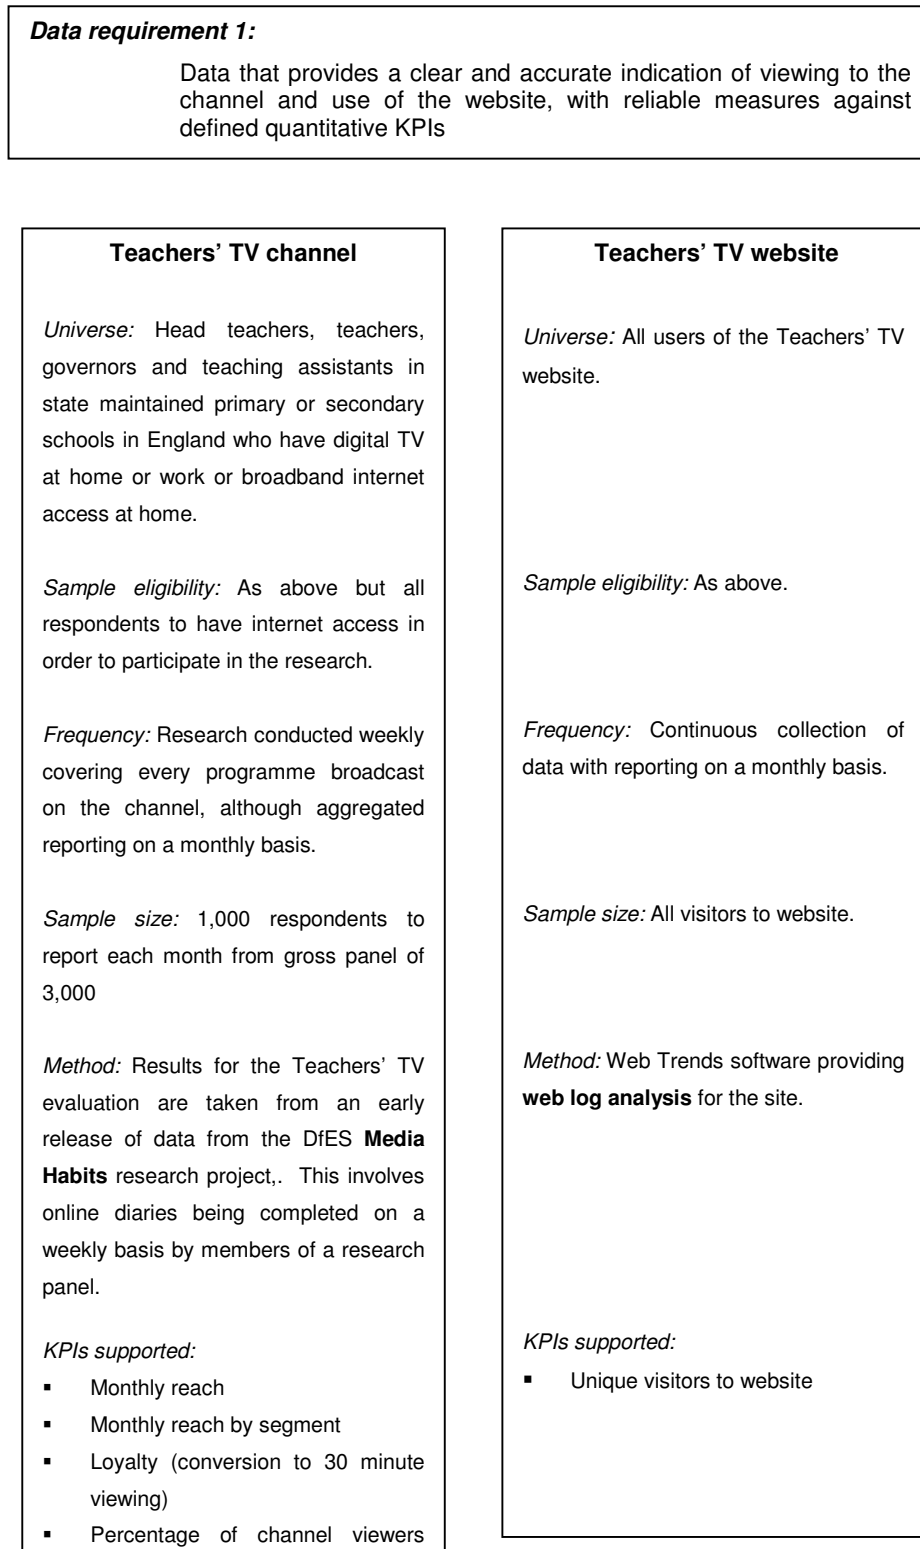 Data requirement 1:
Data that provides a clear and accurate indication of viewing to the
channel and use of the website, with reliable measures against
defined quantitative KPIs
Teachers’ TV channel
Universe: Head teachers, teachers,
governors and teaching assistants in
state maintained primary or secondary
schools in England who have digital TV
at home or work or broadband internet
access at home.
Sample eligibility: As above but all
respondents to have internet access in
order to participate in the research.
Frequency: Research conducted weekly
covering every programme broadcast
on the channel, although aggregated
reporting on a monthly basis.
Sample size: 1,000 respondents to
report each month from gross panel of
3,000
Method: Results for the Teachers’ TV
evaluation are taken from an early
release of data from the DfES Media
Habits research project,. This involves
online diaries being completed on a
weekly basis by members of a research
panel.
KPIs supported:
▪ Monthly reach
▪ Monthly reach by segment
▪ Loyalty (conversion to 30 minute
viewing)
▪ Percentage of channel viewers
Teachers’ TV website
Universe: All users of the Teachers’ TV
website.
Sample eligibility: As above.
Frequency: Continuous collection of
data with reporting on a monthly basis.
Sample size: All visitors to website.
Method: Web Trends software providing
web log analysis for the site.
KPIs supported:
▪ Unique visitors to website